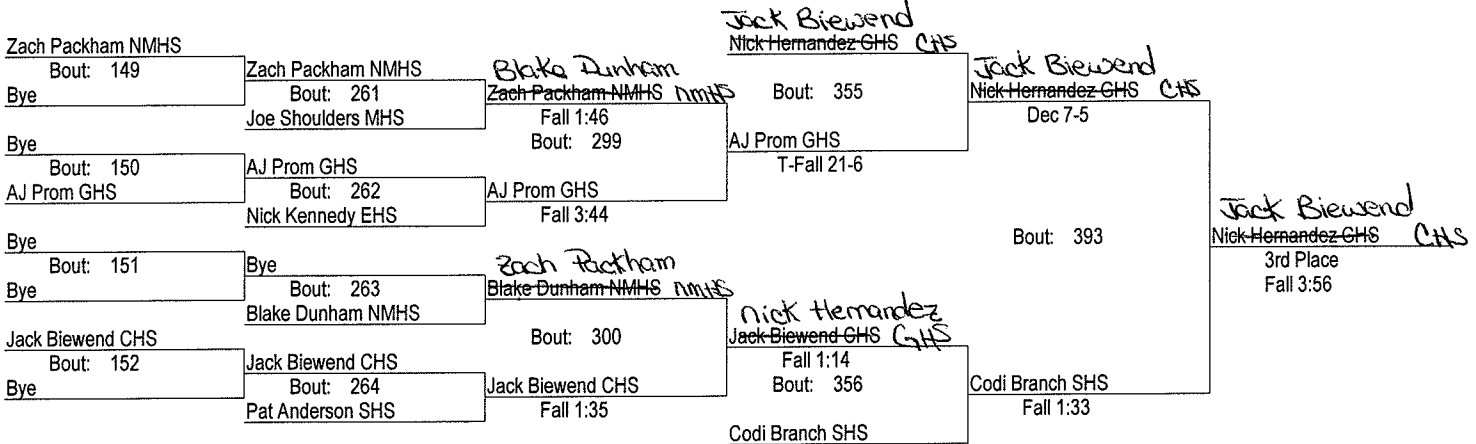 Zach Packham NMHS
Bout: 149
Bye
Bye
Bout: 150
AJ Prom GHS
Bye
Bout: 151
Bye
Jack Biewend CHS
Bout: 152
Bye
Zach Packham NMHS
Bout: 261
Joe Shoulders MHS
AJ Prom GHS
Bout: 262
Nick Kennedy EHS
Bye
Bout: 263
Blake Dunham NMHS
Jack Biewend CHS
Bout: 264
Pat Anderson SHS
Blake Dunham
Zach Packham NMHS NMHS
Fall 1:46
Bout: 299
AJ Prom GHS
Fall 3:44
Zach Packham
Blake Dunham NMHS NMHS
Bout: 300
Jack Biewend CHS
Fall 1:35
Jack Biewend
Nick Hernandez GHS CHS
Bout: 355
AJ Prom GHS
T-Fall 21-6
Nick Hernandez
Jack Biewend CHS GHS
Fall 1:14
Bout: 356
Codi Branch SHS
Jack Biewend
Nick Hernandez GHS CHS
Dec 7-5
Bout: 393
Codi Branch SHS
Fall 1:33
Jack Biewend
Nick Hernandez GHS CHS
3rd Place
Fall 3:56